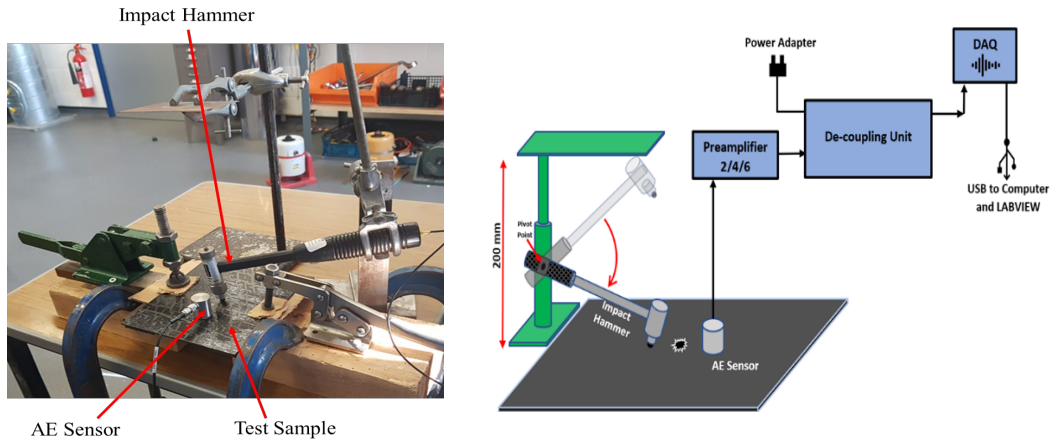 Impact Hammer
AE Sensor
Test Sample
200 mm
Pivot
Point
Impact
Hammer
AE Sensor
Preamplifier
2/4/6
Power Adapter
De-coupling Unit
DAQ
USB to Computer
and LABVIEW